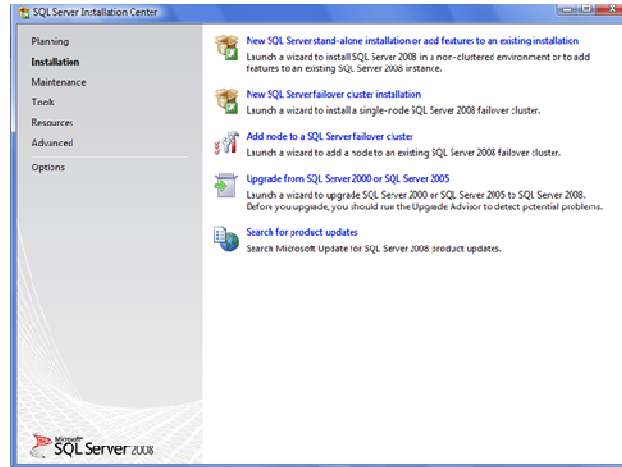 SQL Server Installation Center
Planning
Installation
Maintenance
Tools
Resources
Advanced
Options
New SQL Server stand-alone installation or add features to an existing installation
Launch a wizard to install SQL Server 2008 in a non-clustered environment or to add
features to an existing SQL Server 2008 instance.
New SQL Server failover cluster installation
Launch a wizard to install a single-node SQL Server 2008 failover cluster.
Add node to a SQL Server failover cluster
Launch a wizard to add a node to an existing SQL Server 2008 failover cluster.
Upgrade from SQL Server 2000 or SQL Server 2005
Launch a wizard to upgrade SQL Server 2000 or SQL Server 2005 to SQL Server 2008.
Before you upgrade, you should run the Upgrade Advisor to detect potential problems.
Search for product updates
Search Microsoft Update for SQL Server 2008 product updates.
Microsoft
SQL Server 2008